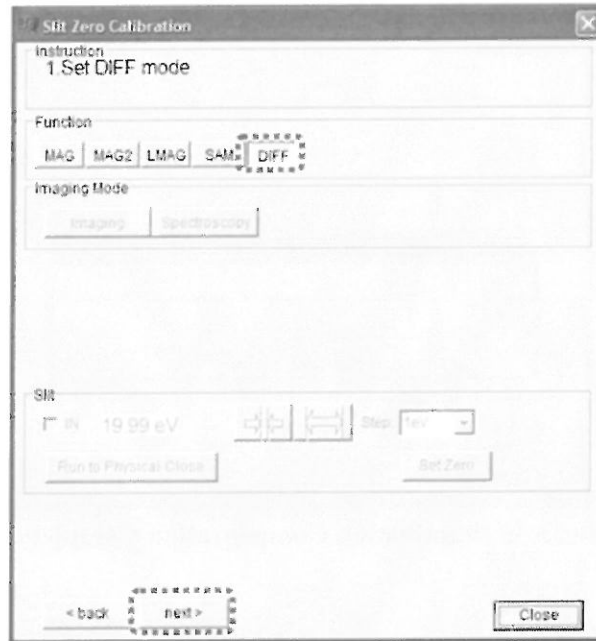 Slit Zero Calibration
Instruction
1.Set DIFF mode
Function
MAG MAG2 LMAG SAM DIFF
Imaging Mode
Imaging Spectroscopy
Slit
IN 19.99 eV Step: 1eV
Run to Physical Close Set Zero
< back next > Close